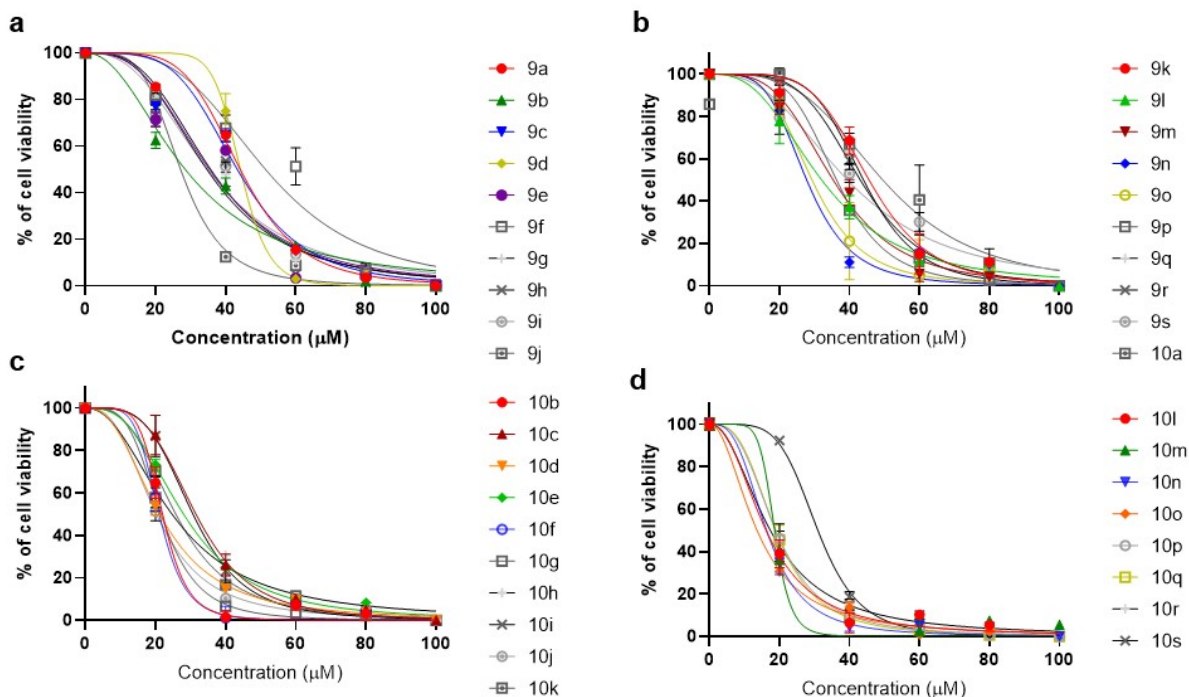 a
% of cell viability
100
80
60
40
20
0
0 20 40 60 80 100
Concentration (μM)
9a
9b
9c
9d
9e
9f
9g
9h
9i
9j
b
% of cell viability
100
80
60
40
20
0
0 20 40 60 80 100
Concentration (μM)
9k
9l
9m
9n
9o
9p
9q
9r
9s
10a
c
% of cell viability
100
80
60
40
20
0
0 20 40 60 80 100
Concentration (μM)
10b
10c
10d
10e
10f
10g
10h
10i
10j
10k
d
% of cell viability
100
80
60
40
20
0
0 20 40 60 80 100
Concentration (μM)
10l
10m
10n
10o
10p
10q
10r
10s